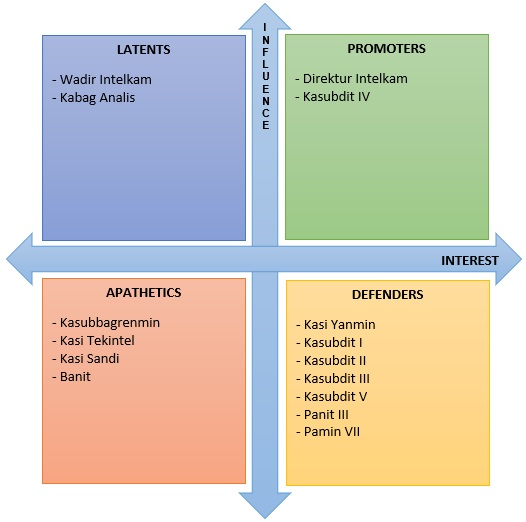 INFLUENCE
LATENTS
- Wadir Intelkam
- Kabag Analis
PROMOTERS
- Direktur Intelkam
- Kasubdit IV
INTEREST
APATHETICS
- Kasubbagrenmin
- Kasi Tekintel
- Kasi Sandi
- Banit
DEFENDERS
- Kasi Yanmin
- Kasubdit I
- Kasubdit II
- Kasubdit III
- Kasubdit V
- Panit III
- Pamin VII